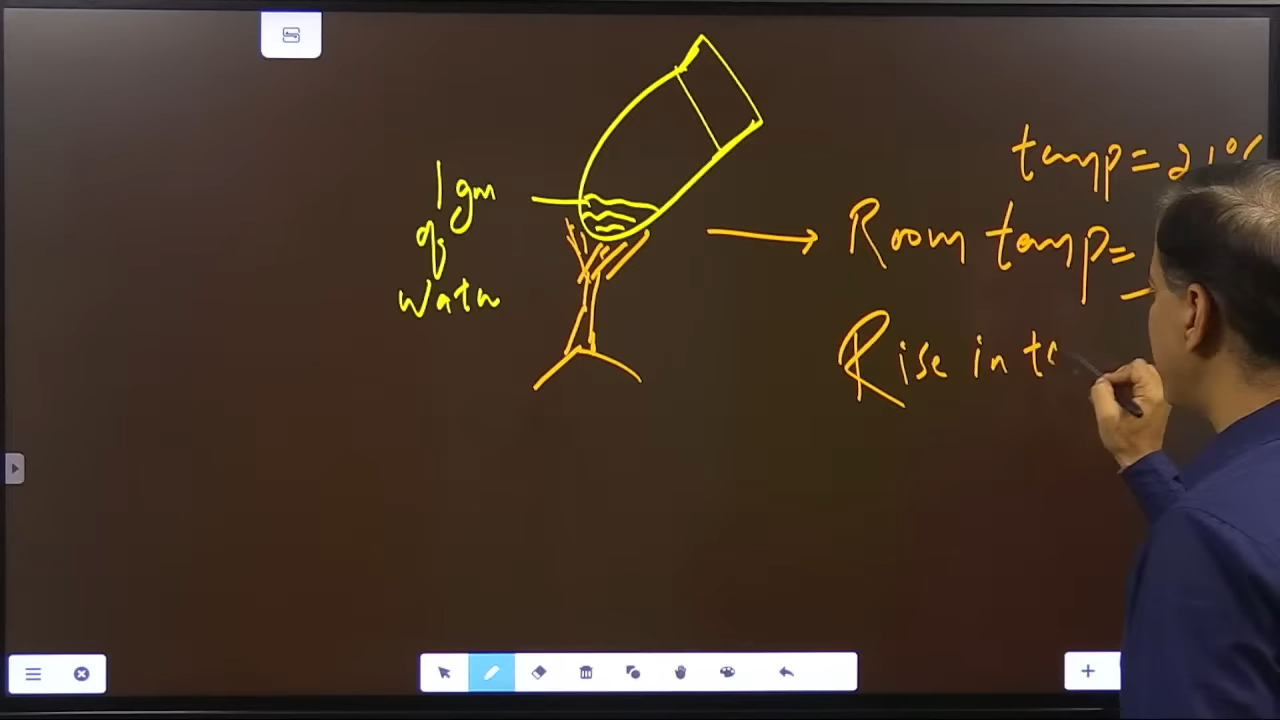 1 gm
of
water
temp = 21°C
Room temp =
Rise in te